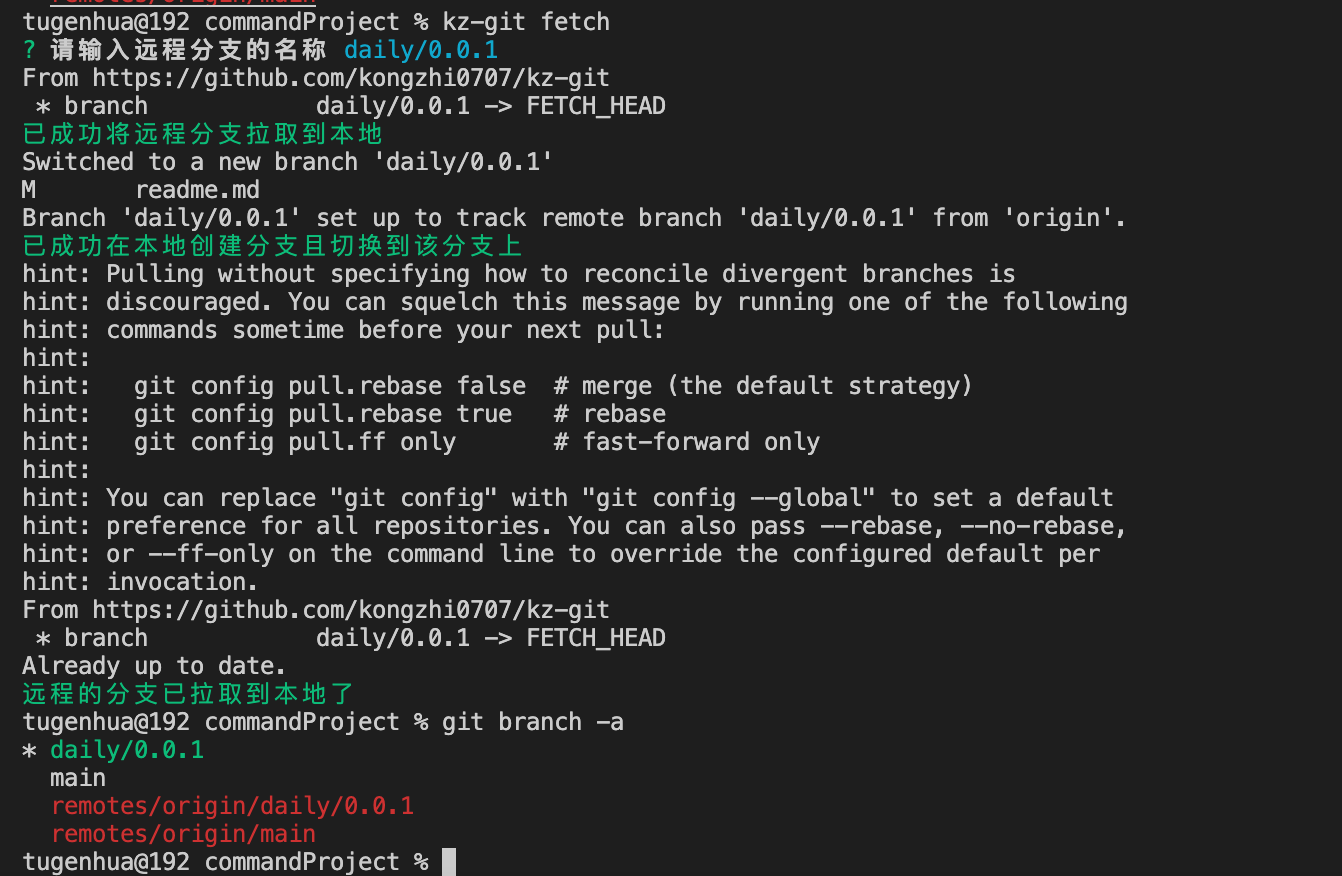 remotes/origin/main
tugenhua@192 commandProject % kz-git fetch
? 请输入远程分支的名称 daily/0.0.1
From https://github.com/kongzhi0707/kz-git
 * branch            daily/0.0.1 -> FETCH_HEAD
已成功将远程分支拉取到本地
Switched to a new branch 'daily/0.0.1'
M       readme.md
Branch 'daily/0.0.1' set up to track remote branch 'daily/0.0.1' from 'origin'.
已成功在本地创建分支且切换到该分支上
hint: Pulling without specifying how to reconcile divergent branches is
hint: discouraged. You can squelch this message by running one of the following
hint: commands sometime before your next pull:
hint:
hint:   git config pull.rebase false  # merge (the default strategy)
hint:   git config pull.rebase true   # rebase
hint:   git config pull.ff only       # fast-forward only
hint:
hint: You can replace "git config" with "git config --global" to set a default
hint: preference for all repositories. You can also pass --rebase, --no-rebase,
hint: or --ff-only on the command line to override the configured default per
hint: invocation.
From https://github.com/kongzhi0707/kz-git
 * branch            daily/0.0.1 -> FETCH_HEAD
Already up to date.
远程的分支已拉取到本地了
tugenhua@192 commandProject % git branch -a
* daily/0.0.1
  main
  remotes/origin/daily/0.0.1
  remotes/origin/main
tugenhua@192 commandProject %